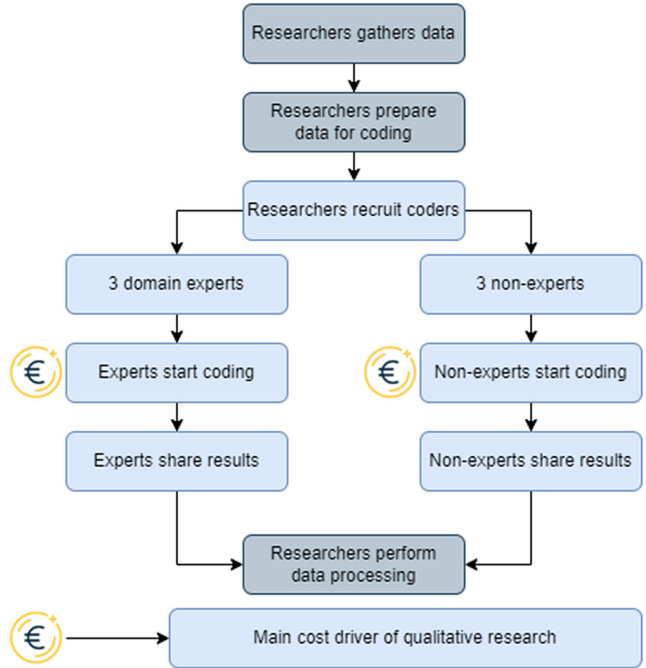 Researchers gathers data
Researchers prepare
data for coding
Researchers recruit coders
3 domain experts
3 non-experts
€
Experts start coding
€
Non-experts start coding
Experts share results
Non-experts share results
Researchers perform
data processing
€
Main cost driver of qualitative research